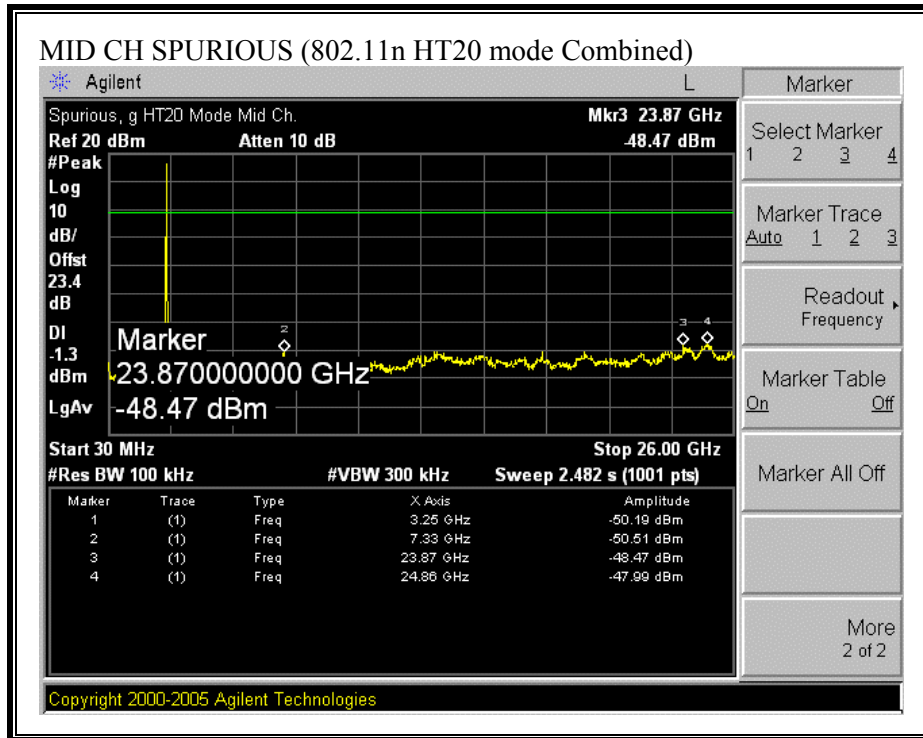 MID CH SPURIOUS (802.11n HT20 mode Combined)
Agilent L
Spurious, g HT20 Mode Mid Ch. Mkr3 23.87 GHz
Ref 20 dBm Atten 10 dB -48.47 dBm
#Peak
Log
10
dB/
Offst
23.4
dB
DI
-1.3
dBm
LgAv
2
3 4
Marker
23.870000000 GHz
-48.47 dBm
Start 30 MHz Stop 26.00 GHz
#Res BW 100 kHz #VBW 300 kHz Sweep 2.482 s (1001 pts)
Marker Trace Type X Axis Amplitude
1 (1) Freq 3.25 GHz -50.19 dBm
2 (1) Freq 7.33 GHz -50.51 dBm
3 (1) Freq 23.87 GHz -48.47 dBm
4 (1) Freq 24.86 GHz -47.99 dBm
Marker
Select Marker
1 2 3 4
Marker Trace
Auto 1 2 3
Readout
Frequency
Marker Table
On Off
Marker All Off
More
2 of 2
Copyright 2000-2005 Agilent Technologies